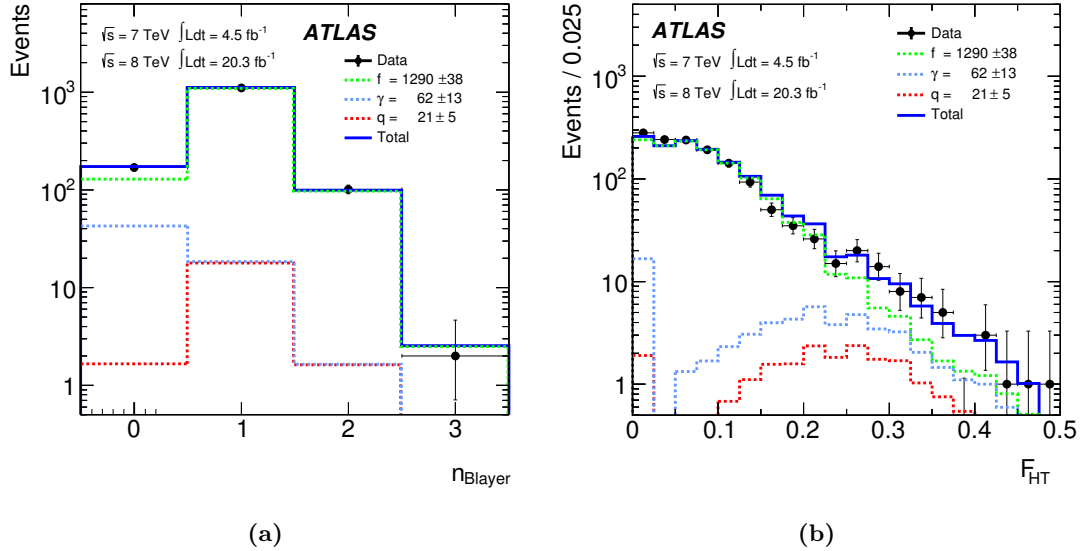 Events
√s = 7 TeV ∫Ldt = 4.5 fb⁻¹
√s = 8 TeV ∫Ldt = 20.3 fb⁻¹
ATLAS
Data
f = 1290 ±38
γ = 62 ±13
q = 21 ± 5
Total
10³
10²
10
1
0 1 2 3
n_Blayer
(a)
Events / 0.025
ATLAS
√s = 7 TeV ∫Ldt = 4.5 fb⁻¹
√s = 8 TeV ∫Ldt = 20.3 fb⁻¹
Data
f = 1290 ±38
γ = 62 ±13
q = 21 ± 5
Total
10³
10²
10
1
0 0.1 0.2 0.3 0.4 0.5
F_HT
(b)